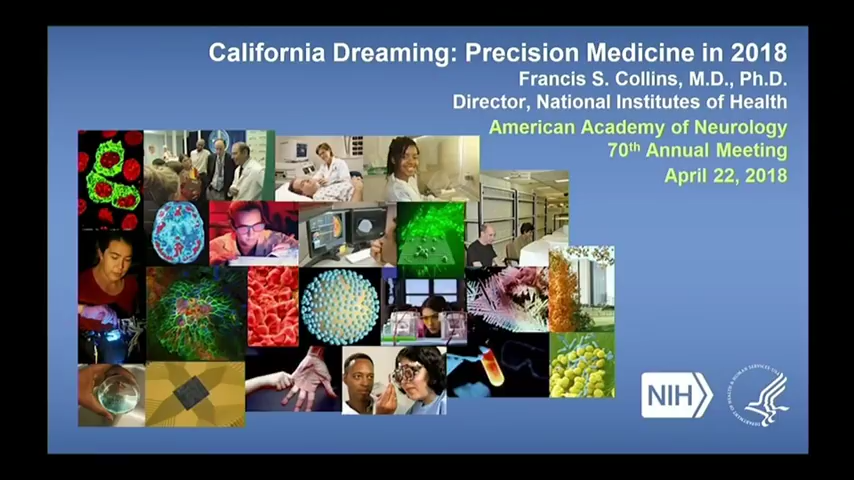 California Dreaming: Precision Medicine in 2018
Francis S. Collins, M.D., Ph.D.
Director, National Institutes of Health
American Academy of Neurology
70th Annual Meeting
April 22, 2018
NIH